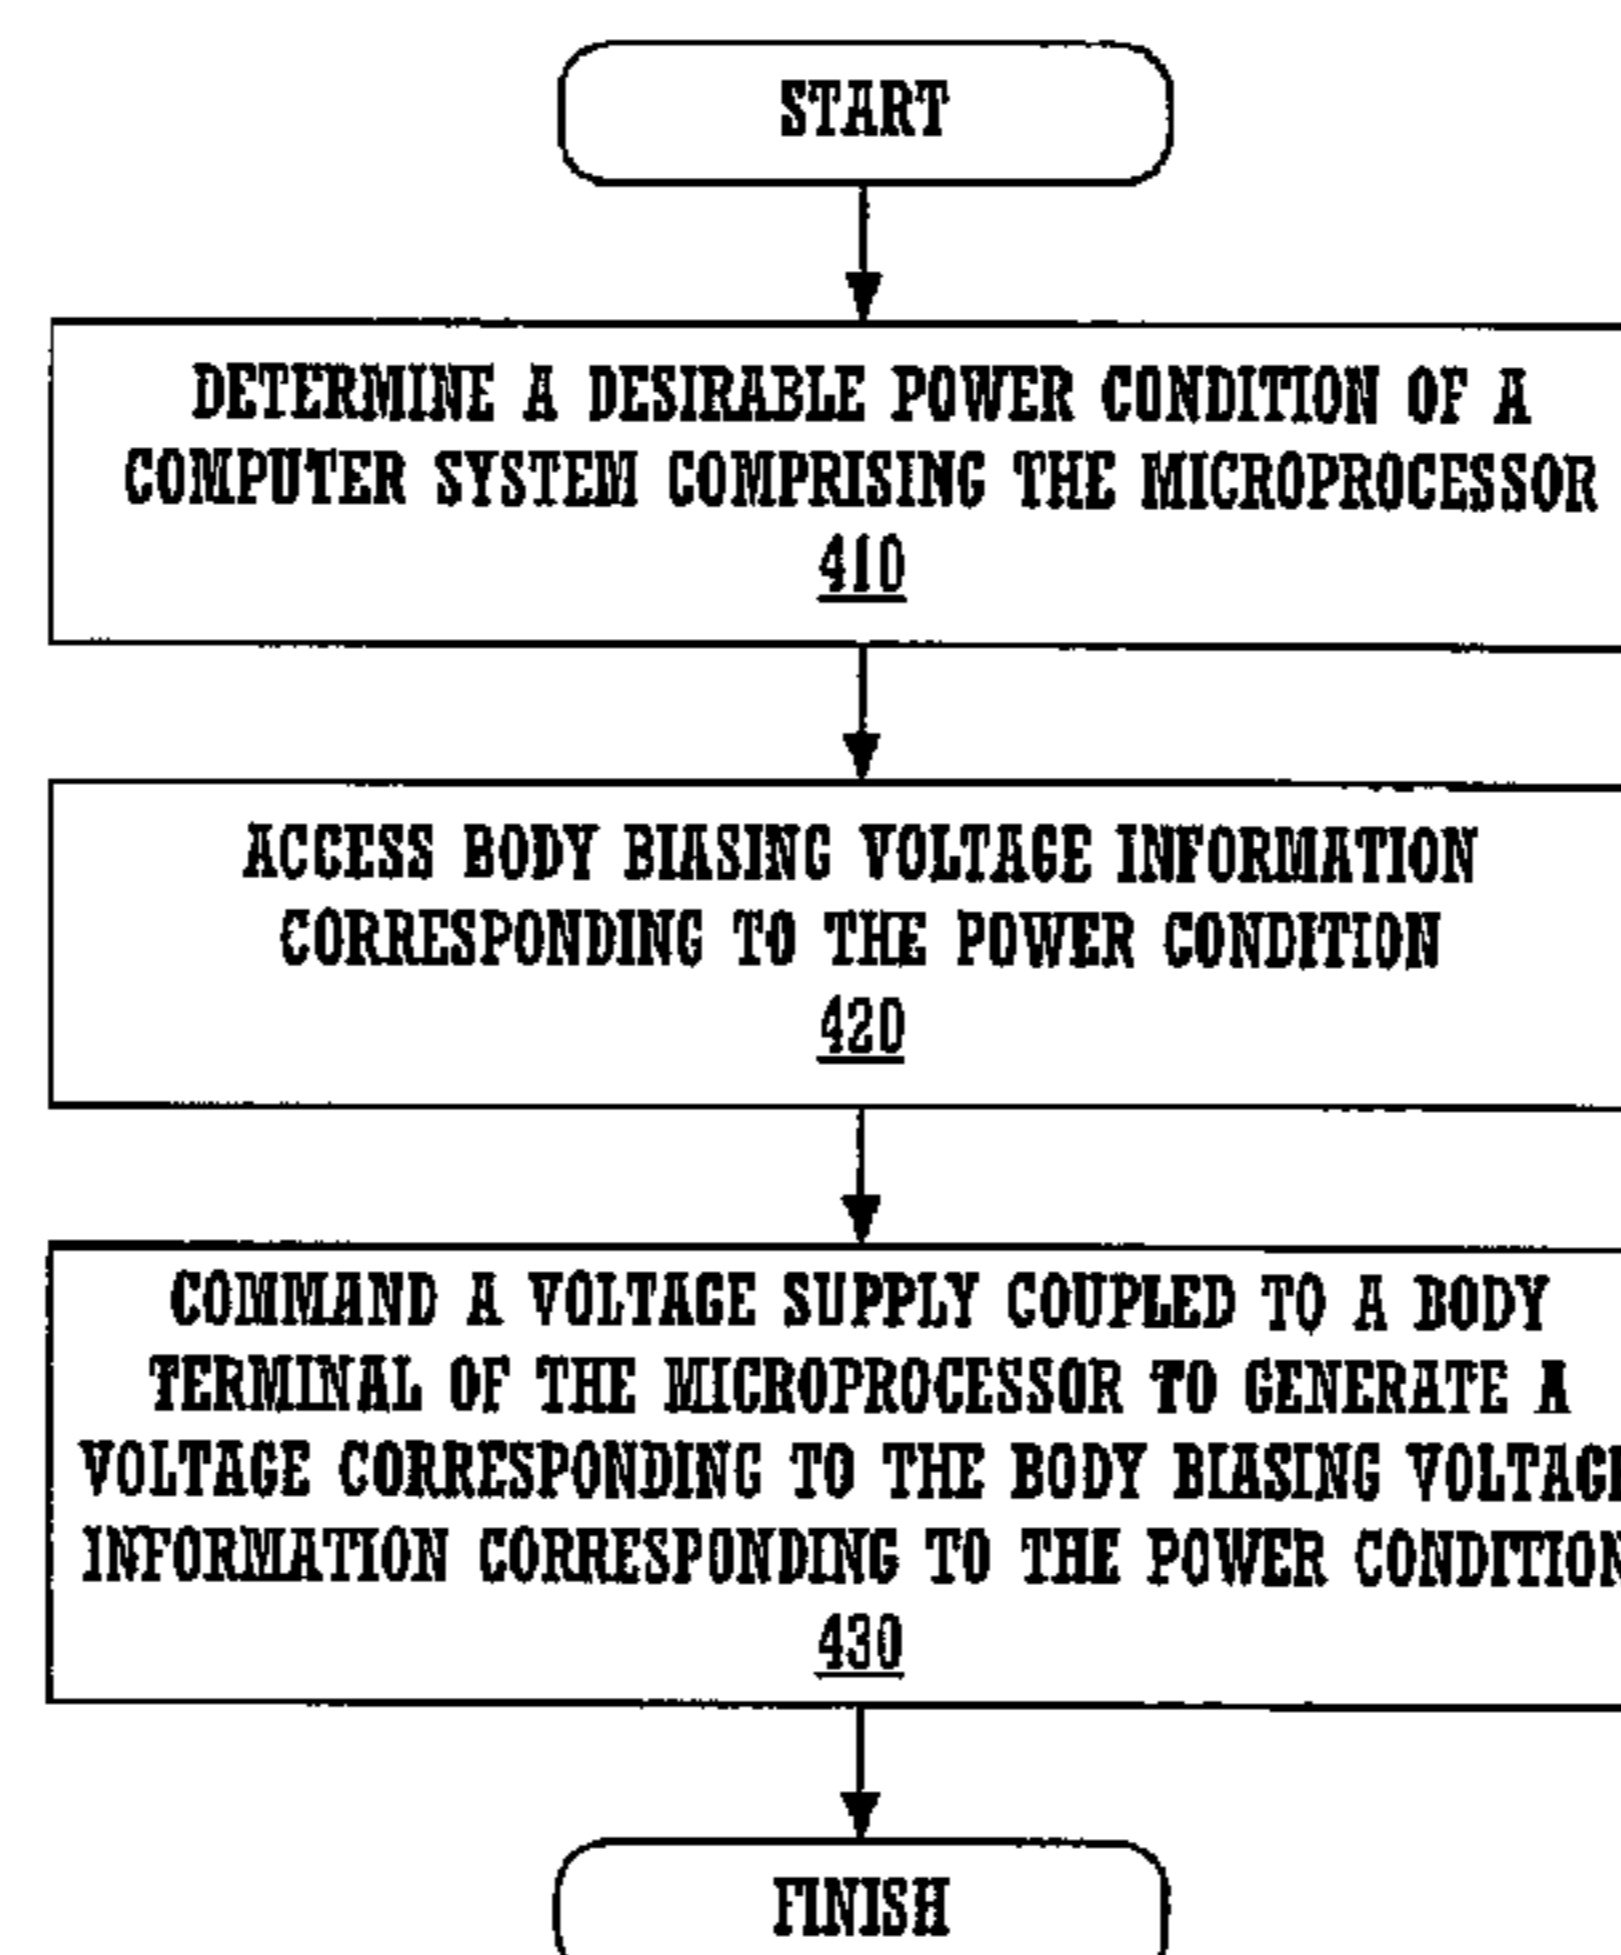 START
DETERMINE A DESIRABLE POWER CONDITION OF A
COMPUTER SYSTEM COMPRISING THE MICROPROCESSOR
410
ACCESS BODY BIASING VOLTAGE INFORMATION
CORRESPONDING TO THE POWER CONDITION
420
COMMAND A VOLTAGE SUPPLY COUPLED TO A BODY
TERMINAL OF THE MICROPROCESSOR TO GENERATE A
VOLTAGE CORRESPONDING TO THE BODY BIASING VOLTAGE
INFORMATION CORRESPONDING TO THE POWER CONDITION
430
FINISH